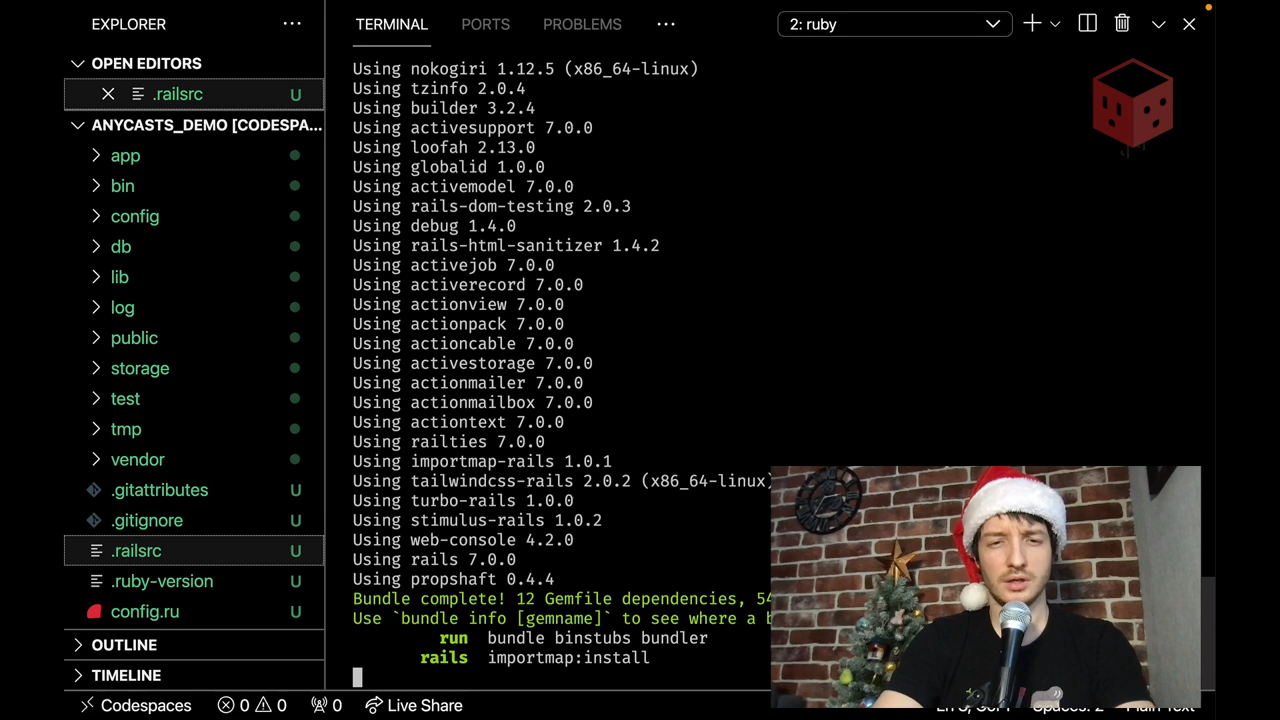 EXPLORER
TERMINAL
PORTS
PROBLEMS
2: ruby
OPEN EDITORS
.railsrc U
ANYCASTS_DEMO [CODESPA...
app
bin
config
db
lib
log
public
storage
test
tmp
vendor
.gitattributes U
.gitignore U
.railsrc U
.ruby-version U
config.ru U
OUTLINE
TIMELINE
Using nokogiri 1.12.5 (x86_64-linux)
Using tzinfo 2.0.4
Using builder 3.2.4
Using activesupport 7.0.0
Using loofah 2.13.0
Using globalid 1.0.0
Using activemodel 7.0.0
Using rails-dom-testing 2.0.3
Using debug 1.4.0
Using rails-html-sanitizer 1.4.2
Using activejob 7.0.0
Using activerecord 7.0.0
Using actionview 7.0.0
Using actionpack 7.0.0
Using actioncable 7.0.0
Using activestorage 7.0.0
Using actionmailer 7.0.0
Using actionmailbox 7.0.0
Using actiontext 7.0.0
Using railties 7.0.0
Using importmap-rails 1.0.1
Using tailwindcss-rails 2.0.2 (x86_64-linux)
Using turbo-rails 1.0.0
Using stimulus-rails 1.0.2
Using web-console 4.2.0
Using rails 7.0.0
Using propshaft 0.4.4
Bundle complete! 12 Gemfile dependencies, 54
Use `bundle info [gemname]` to see where a b
run bundle binstubs bundler
rails importmap:install
Codespaces 0 0 0 Live Share